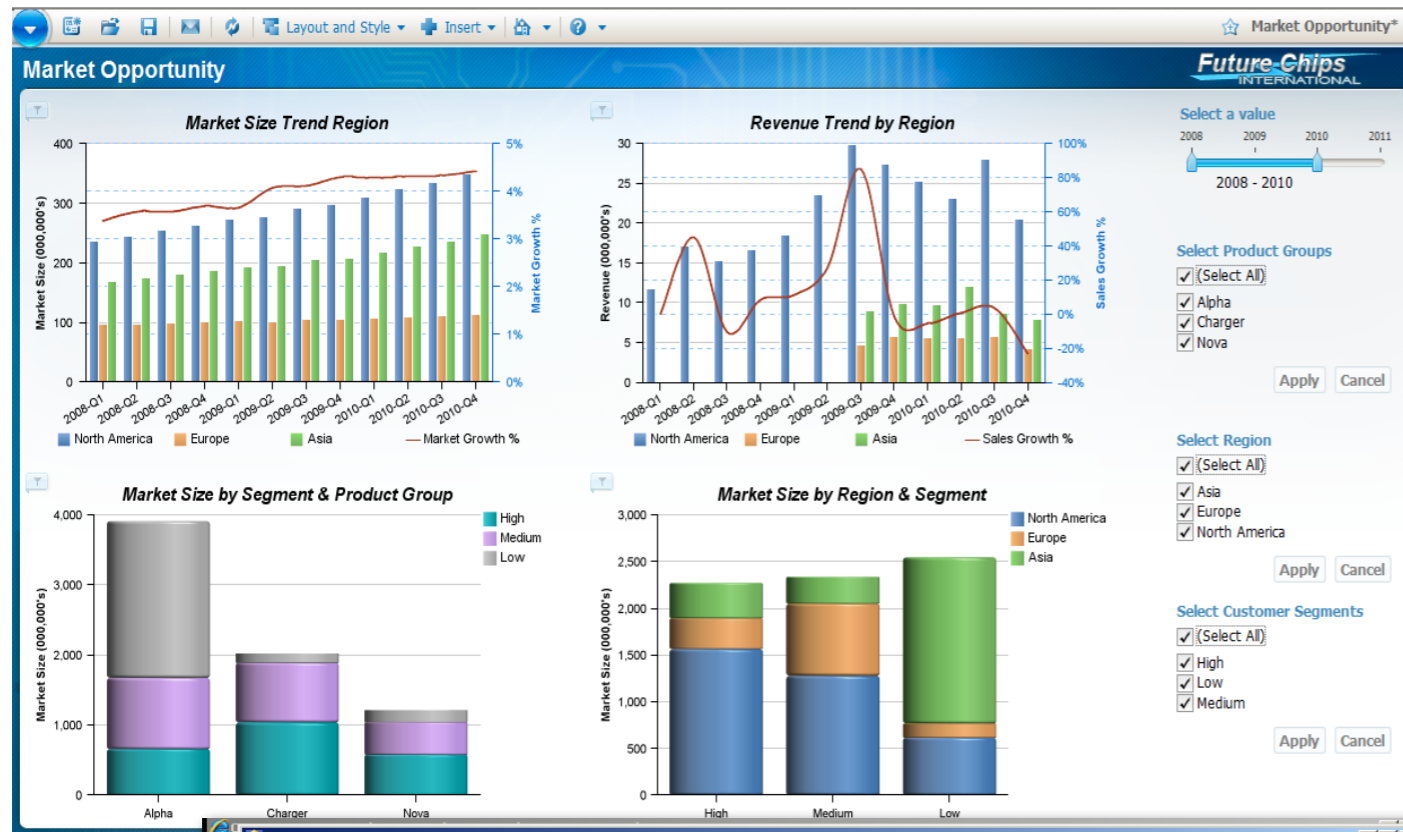 Layout and Style Insert Market Opportunity*
Market Opportunity
Future Chips
INTERNATIONAL
Market Size Trend Region
400
300
200
100
0
Market Size (000,000's)
5%
4%
3%
2%
1%
0%
Market Growth %
2008-Q1 2008-Q2 2008-Q3 2008-Q4 2009-Q1 2009-Q2 2009-Q3 2009-Q4 2010-Q1 2010-Q2 2010-Q3 2010-Q4
North America Europe Asia Market Growth %
Revenue Trend by Region
30
25
20
15
10
5
0
Revenue (000,000's)
100%
80%
60%
40%
20%
0%
-20%
-40%
Sales Growth %
2008-Q1 2008-Q2 2008-Q3 2008-Q4 2009-Q1 2009-Q2 2009-Q3 2009-Q4 2010-Q1 2010-Q2 2010-Q3 2010-Q4
North America Europe Asia Sales Growth %
Market Size by Segment & Product Group
4,000
3,000
2,000
1,000
0
Market Size (000,000's)
High
Medium
Low
Alpha Charger Nova
Market Size by Region & Segment
3,000
2,500
2,000
1,500
1,000
500
0
Market Size (000,000's)
North America
Europe
Asia
High Medium Low
Select a value
2008 2009 2010 2011
2008 - 2010
Select Product Groups
(Select All)
Alpha
Charger
Nova
Apply Cancel
Select Region
(Select All)
Asia
Europe
North America
Apply Cancel
Select Customer Segments
(Select All)
High
Low
Medium
Apply Cancel